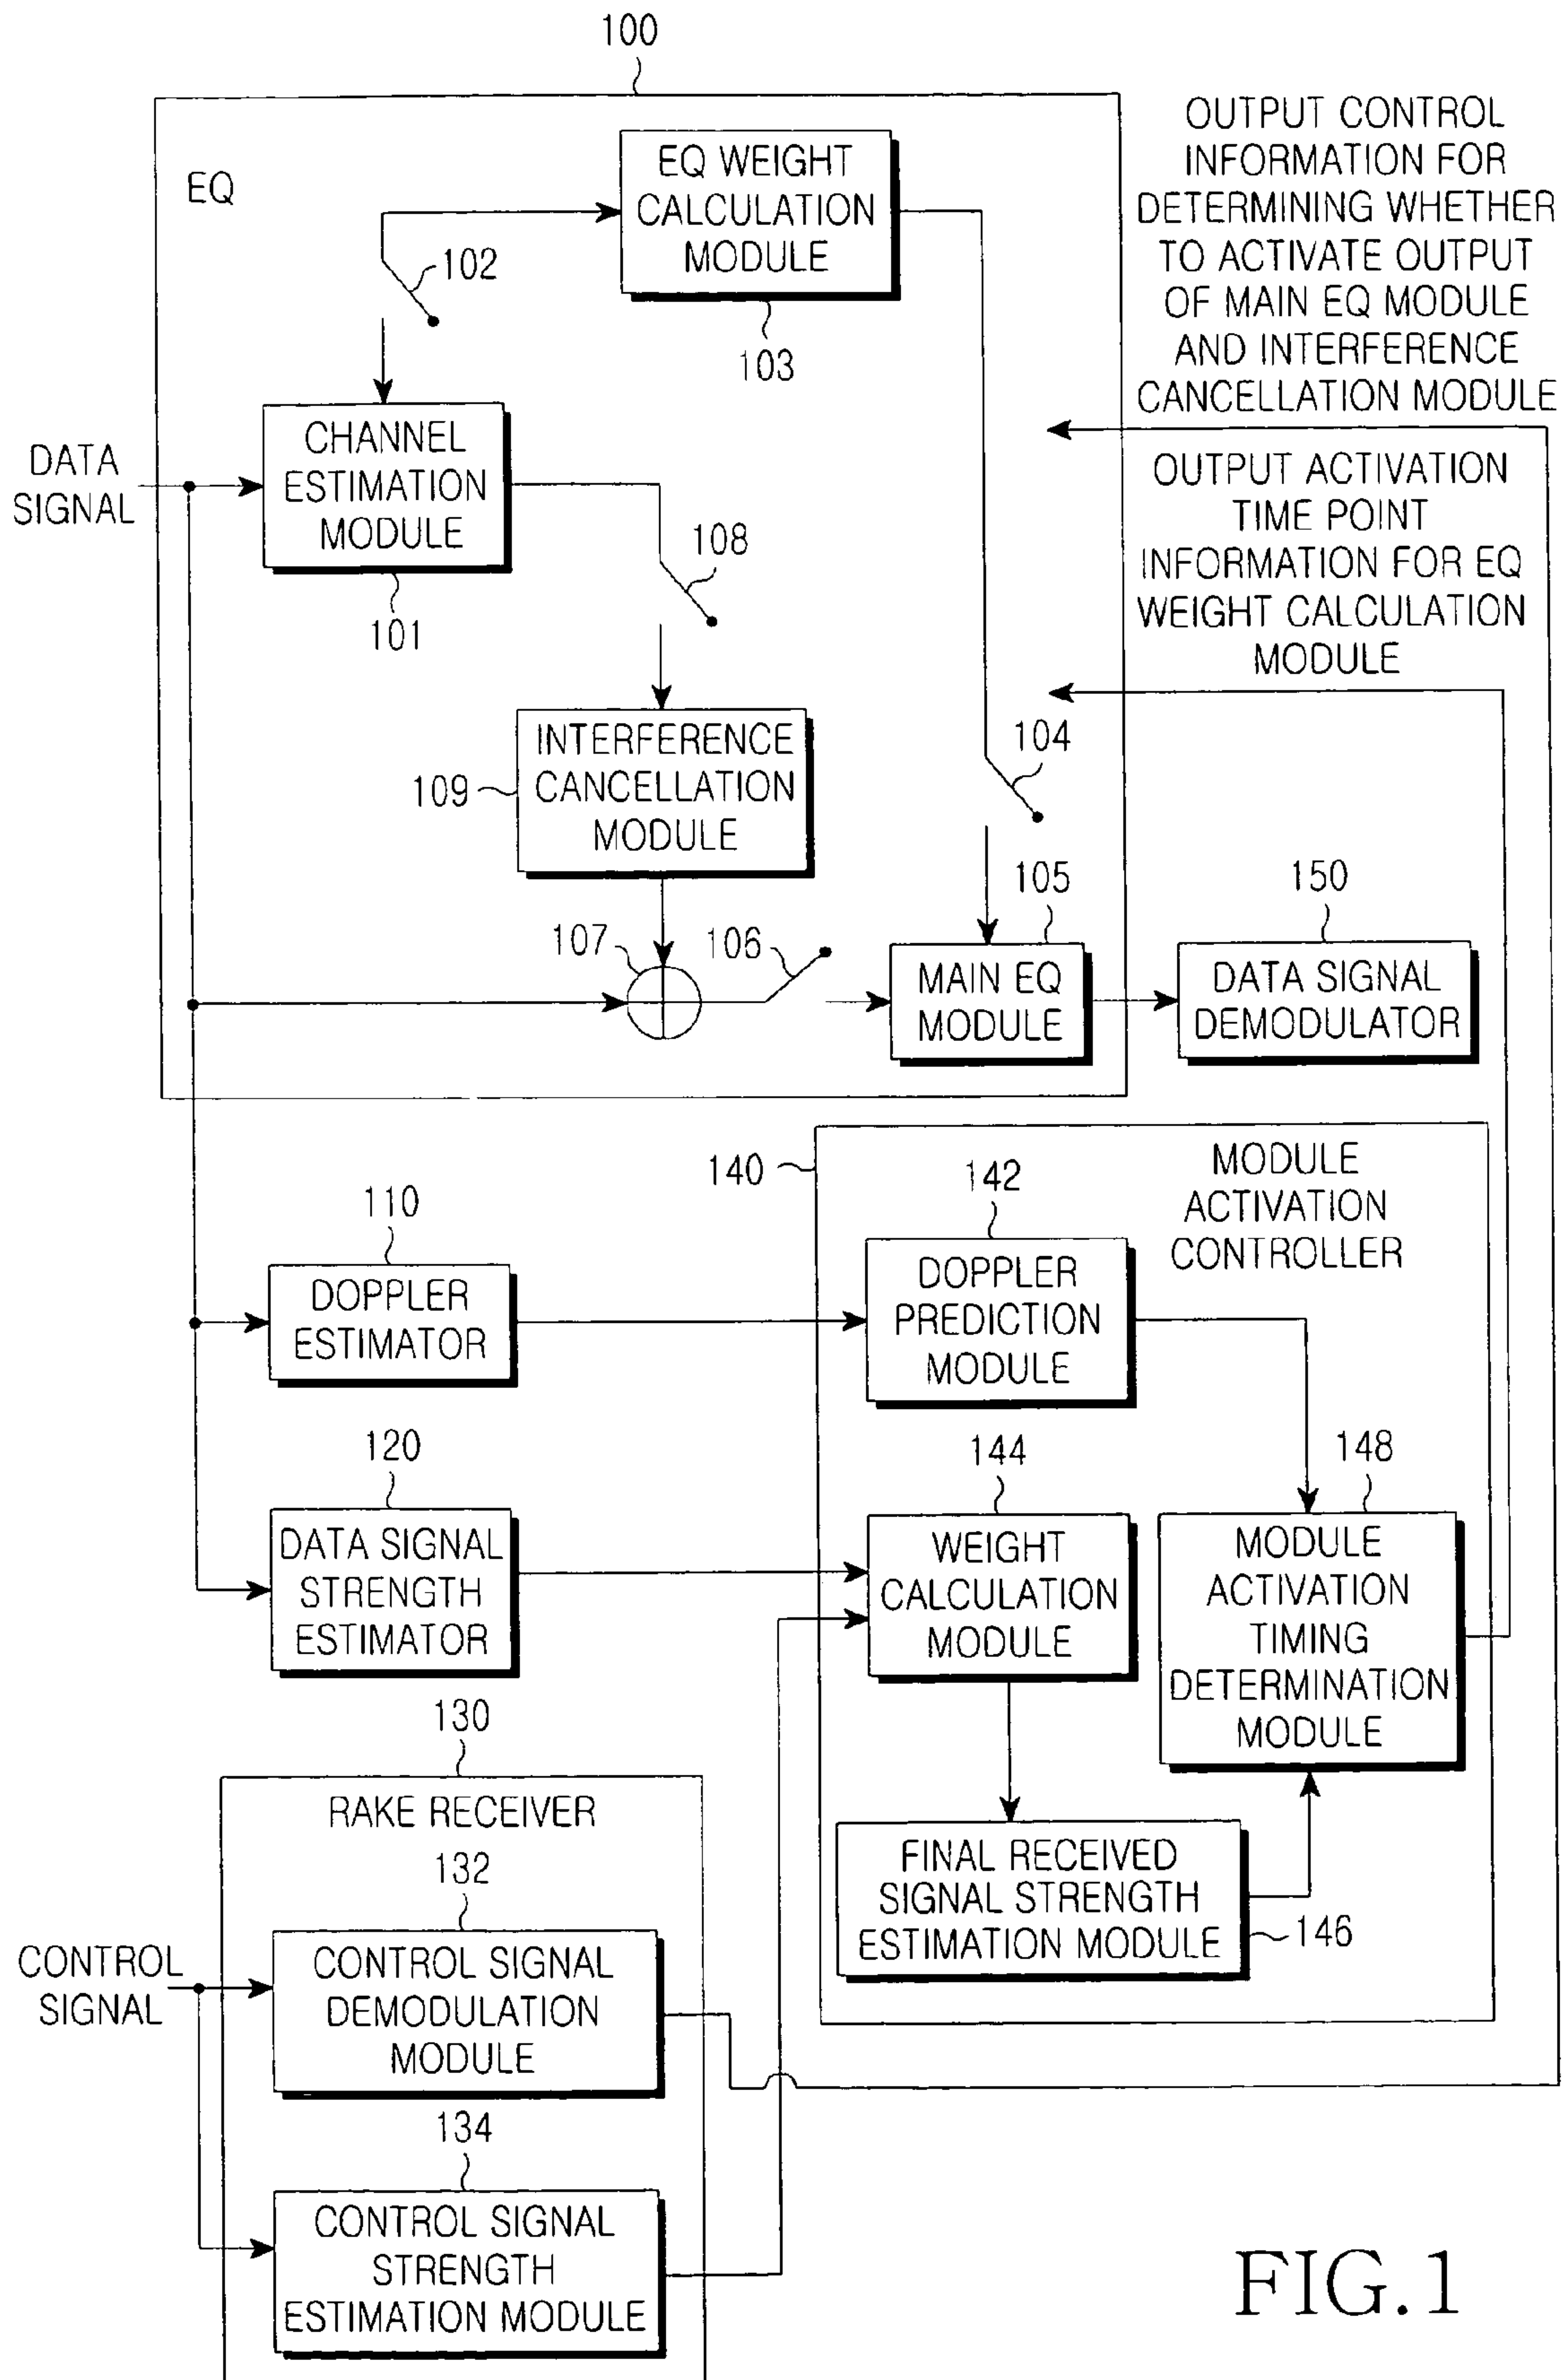 100
EQ
EQ WEIGHT
CALCULATION
MODULE
103
102
OUTPUT CONTROL
INFORMATION FOR
DETERMINING WHETHER
TO ACTIVATE OUTPUT
OF MAIN EQ MODULE
AND INTERFERENCE
CANCELLATION MODULE
DATA
SIGNAL
CHANNEL
ESTIMATION
MODULE
101
108
OUTPUT ACTIVATION
TIME POINT
INFORMATION FOR EQ
WEIGHT CALCULATION
MODULE
INTERFERENCE
CANCELLATION
MODULE
109
104
107
106
105
MAIN EQ
MODULE
150
DATA SIGNAL
DEMODULATOR
140
MODULE
ACTIVATION
CONTROLLER
110
DOPPLER
ESTIMATOR
142
DOPPLER
PREDICTION
MODULE
120
DATA SIGNAL
STRENGTH
ESTIMATOR
144
WEIGHT
CALCULATION
MODULE
148
MODULE
ACTIVATION
TIMING
DETERMINATION
MODULE
130
RAKE RECEIVER
FINAL RECEIVED
SIGNAL STRENGTH
ESTIMATION MODULE
146
CONTROL
SIGNAL
132
CONTROL SIGNAL
DEMODULATION
MODULE
134
CONTROL SIGNAL
STRENGTH
ESTIMATION MODULE
FIG.1